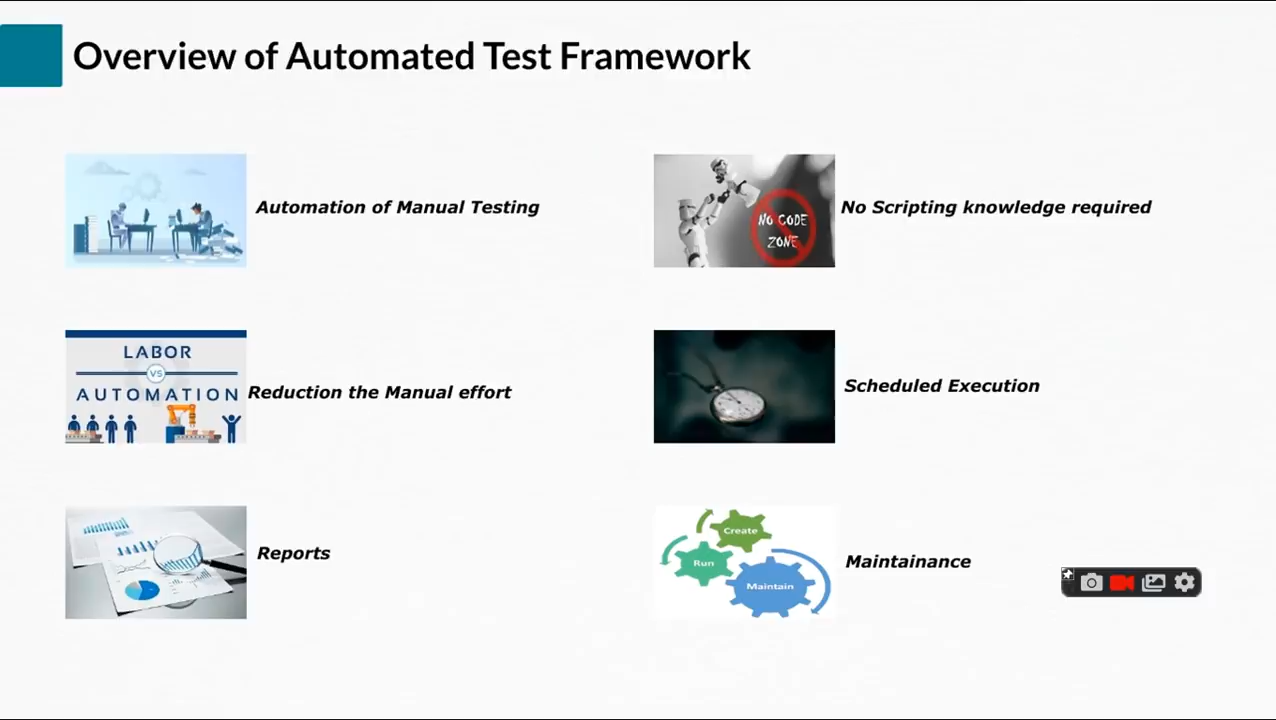 Overview of Automated Test Framework
Automation of Manual Testing
NO CODE
ZONE
No Scripting knowledge required
LABOR
VS
AUTOMATION
Reduction the Manual effort
Scheduled Execution
Reports
Create
Run
Maintain
Maintainance